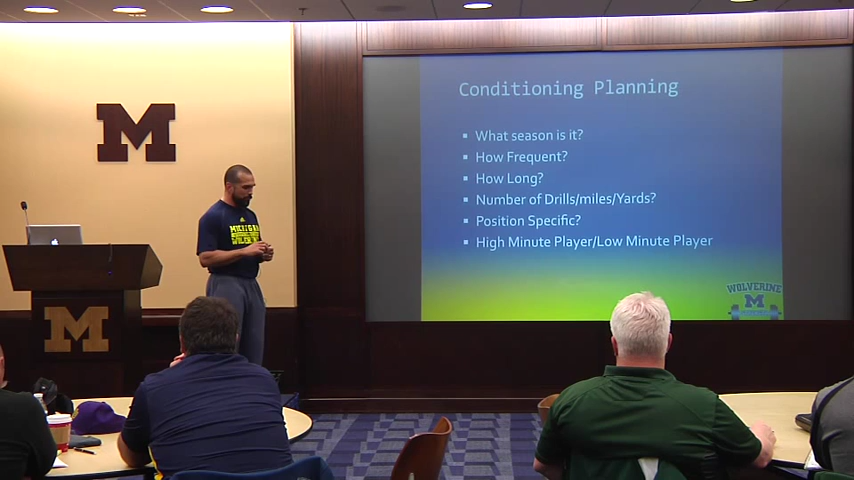 M
Conditioning Planning
What season is it?
How Frequent?
How Long?
Number of Drills/miles/Yards?
Position Specific?
High Minute Player/Low Minute Player
WOLVERINE
M
MICHIGAN
M